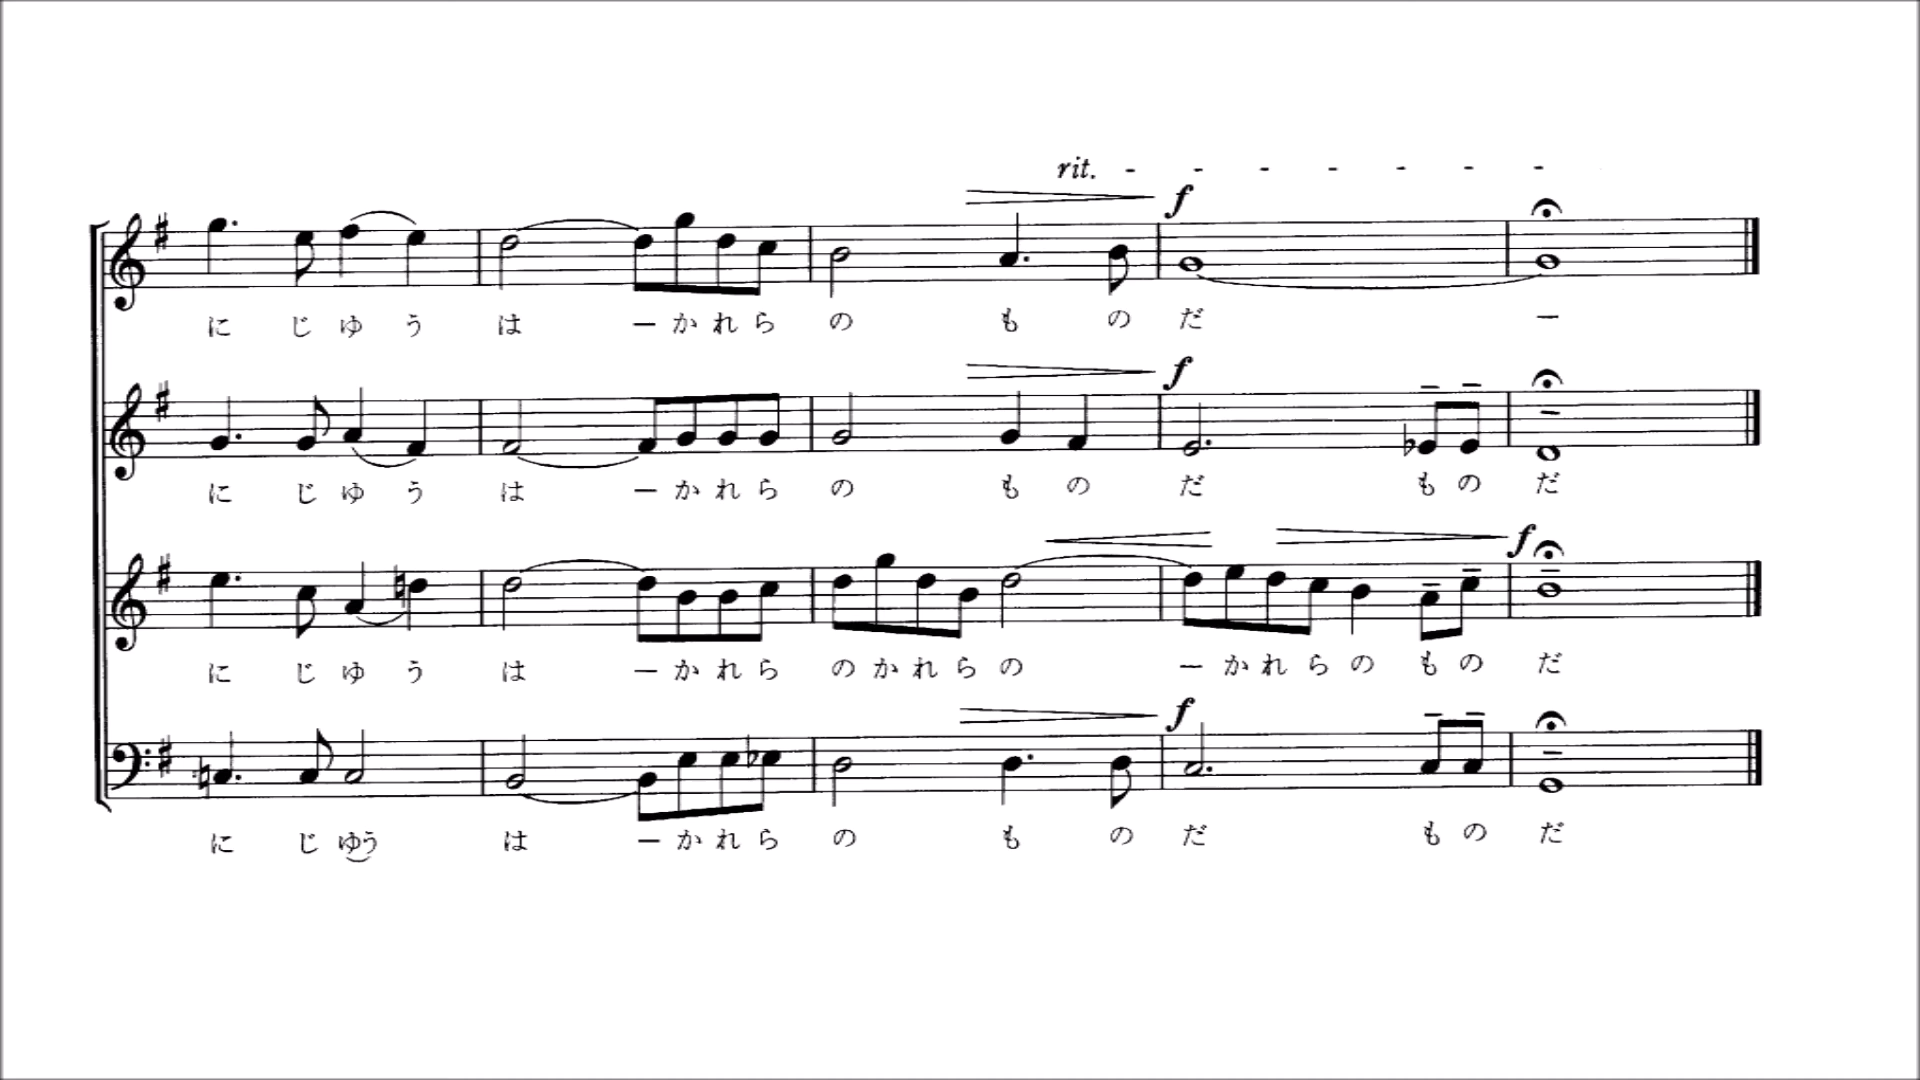 rit. - - - - - - -
f
に じ ゆ う は ー か れ ら の も の だ ー
f
に じ ゆ う は ー か れ ら の も の だ も の だ
f
に じ ゆ う は ー か れ ら の か れ ら の ー か れ ら の も の だ
f
に じ ゆう は ー か れ ら の も の だ も の だ